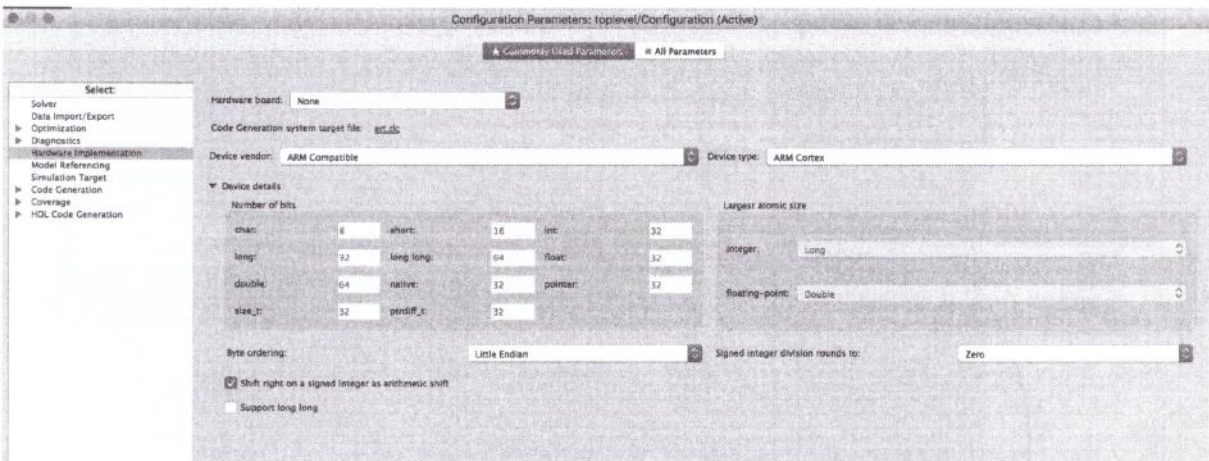 Configuration Parameters: toplevel/Configuration (Active)
★ Commonly Used Parameters ≡ All Parameters
Select:
Solver
Data Import/Export
Optimization
Diagnostics
Hardware Implementation
Model Referencing
Simulation Target
Code Generation
Coverage
HDL Code Generation
Hardware board: None
Code Generation system target file: ert.tlc
Device vendor: ARM Compatible Device type: ARM Cortex
Device details
Number of bits Largest atomic size
char: 8 short: 16 int: 32
long: 32 long long: 64 float: 32
double: 64 native: 32 pointer: 32
size_t: 32 ptrdiff_t: 32
integer: Long
floating-point: Double
Byte ordering: Little Endian Signed integer division rounds to: Zero
Shift right on a signed integer as arithmetic shift
Support long long